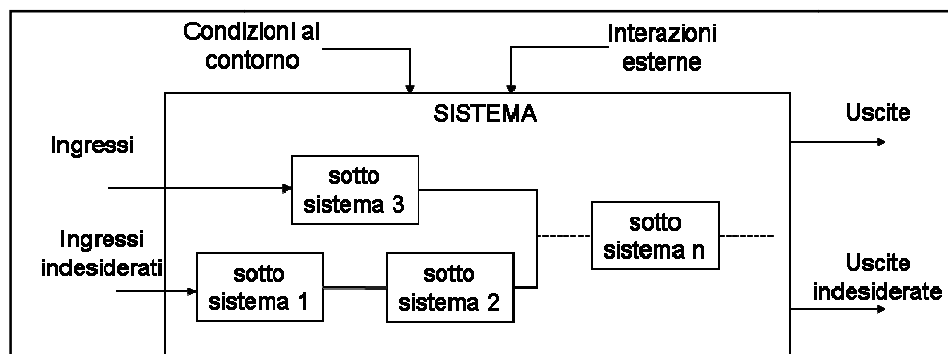 Condizioni al
contorno
Interazioni
esterne
SISTEMA
Uscite
Ingressi
sotto
sistema 3
sotto
sistema n
Ingressi
indesiderati
sotto
sistema 1
sotto
sistema 2
Uscite
indesiderate